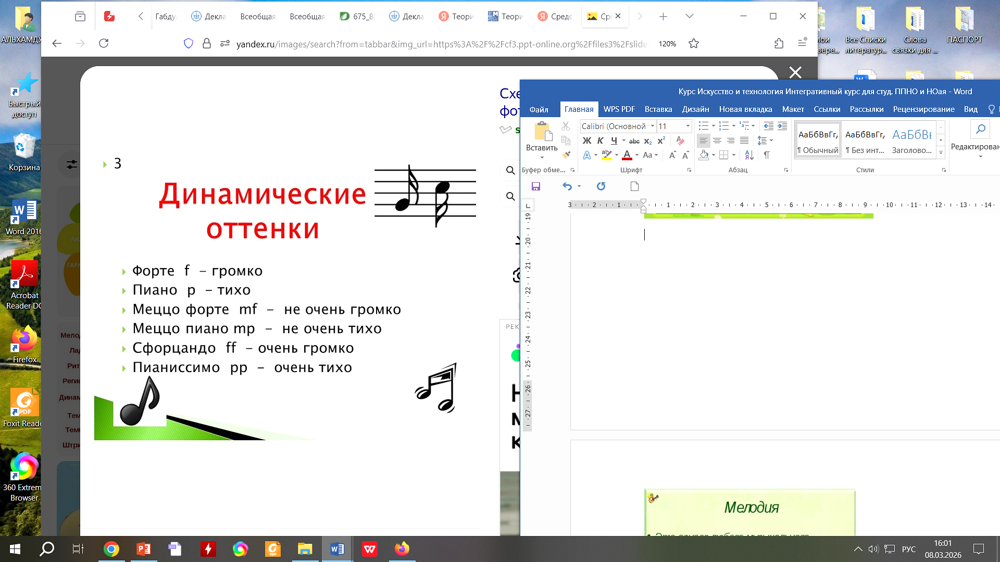 АЛЬХАМДУ
Быстрый
доступ
Корзина
Word 2016
Acrobat
Reader DC
Firefox
Foxit Reade
360 Extrem
Browser
Габду
Декла
Всеобщая
Всеобщая
675_8
Декла
Теори
Теори
Средс
Сре
yandex.ru/images/search?from=tabbar&img_url=https%3A%2F%2Fcf3.ppt-online.org%2Ffiles3%2Fslide
120%
3
Динамические
оттенки
Форте f – громко
Пиано p – тихо
Меццо форте mf – не очень громко
Меццо пиано mp – не очень тихо
Сфорцандо ff – очень громко
Пианиссимо pp – очень тихо
Схе
фот
РЕК
Мелод
Лад
Рит
Регис
Динам
Тем
Темб
Штри
Мои
Все Списки
литератур...
Слова
связки для ...
ПАСПОРТ
Курс Искусство и технология Интегративный курс для студ. ППНО и НОая - Word
Файл Главная WPS PDF Вставка Дизайн Новая вкладка Макет Ссылки Рассылки Рецензирование Вид
Вставить
Calibri (Основной 11
Ж К Ч abc x₂ x²
Aa
АаБбВвГг, АаБбВвГг, АаБбВ
¶ Обычный ¶ Без инт... Заголово...
Редактирован
Буфер обме... Шрифт Абзац Стили
3 2 1 1 2 3 4 5 6 7 8 9 10 11 12 13 14
19
20
21
22
23
24
25
26
27
Мелодия
РУС
16:01
08.03.2026